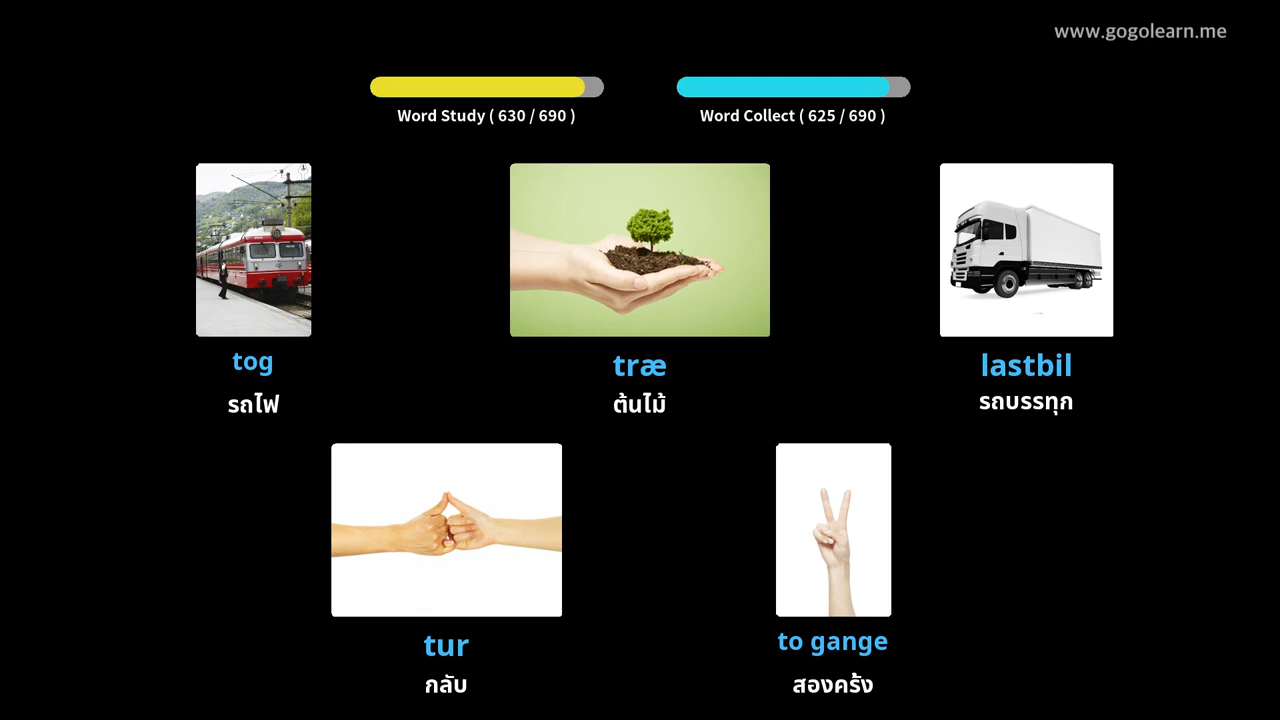 www.gogolearn.me
Word Study ( 630 / 690 )
Word Collect ( 625 / 690 )
tog
træ
lastbil
รถไฟ
ต้นไม้
รถบรรทุก
tur
to gange
กลับ
สองครั้ง